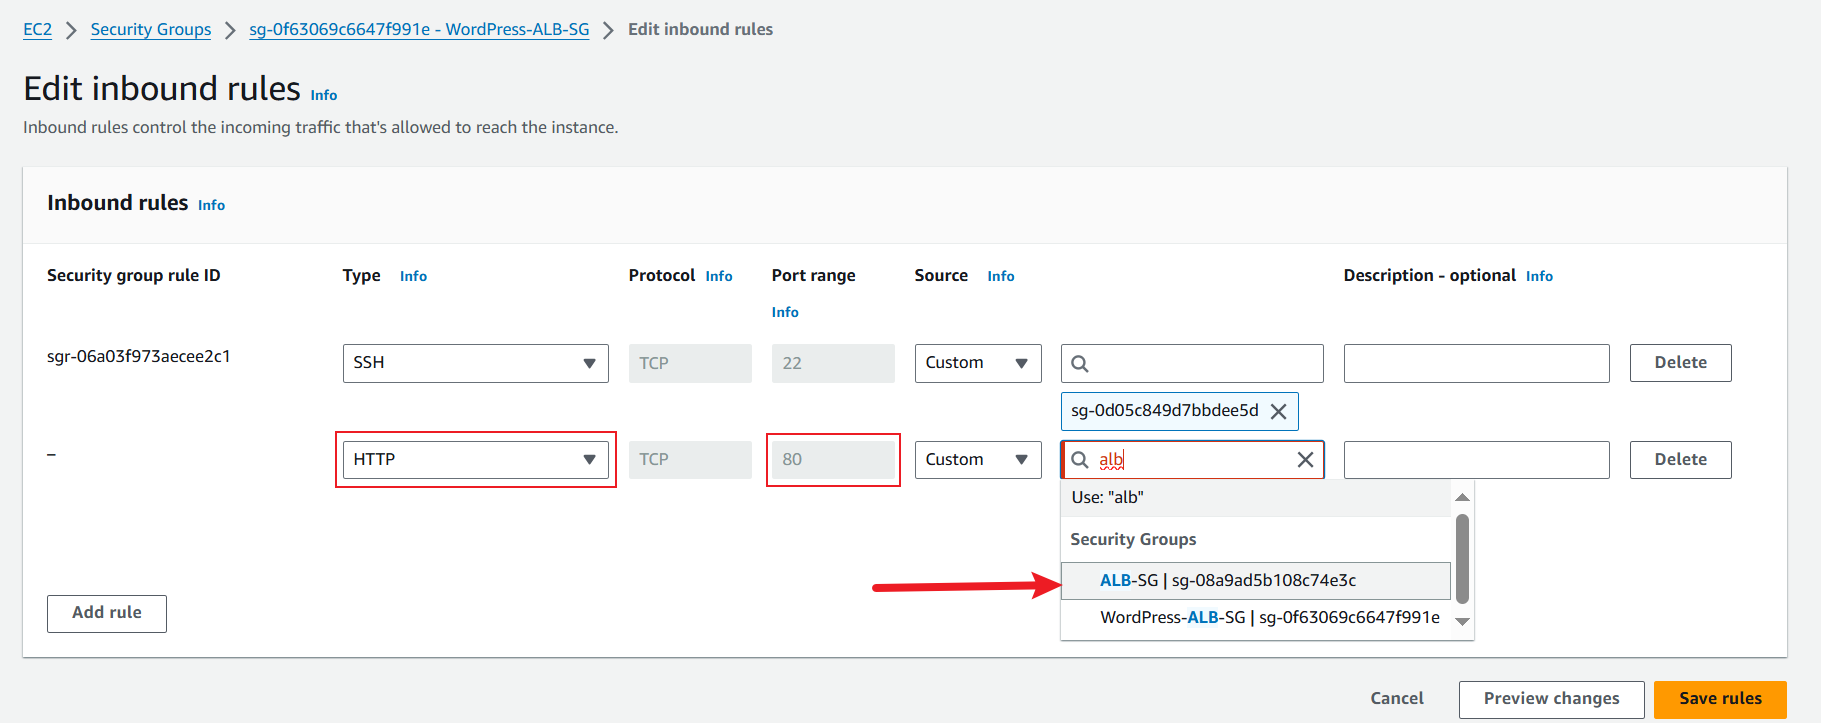 EC2 > Security Groups > sg-0f63069c6647f991e - WordPress-ALB-SG > Edit inbound rules
Edit inbound rules Info
Inbound rules control the incoming traffic that's allowed to reach the instance.
Inbound rules Info
Security group rule ID Type Info Protocol Info Port range Source Info Description - optional Info
Info
sgr-06a03f973aecee2c1 SSH TCP 22 Custom Delete
sg-0d05c849d7bbdee5d
– HTTP TCP 80 Custom alb Delete
Use: "alb"
Security Groups
ALB-SG | sg-08a9ad5b108c74e3c
WordPress-ALB-SG | sg-0f63069c6647f991e
Add rule
Cancel Preview changes Save rules